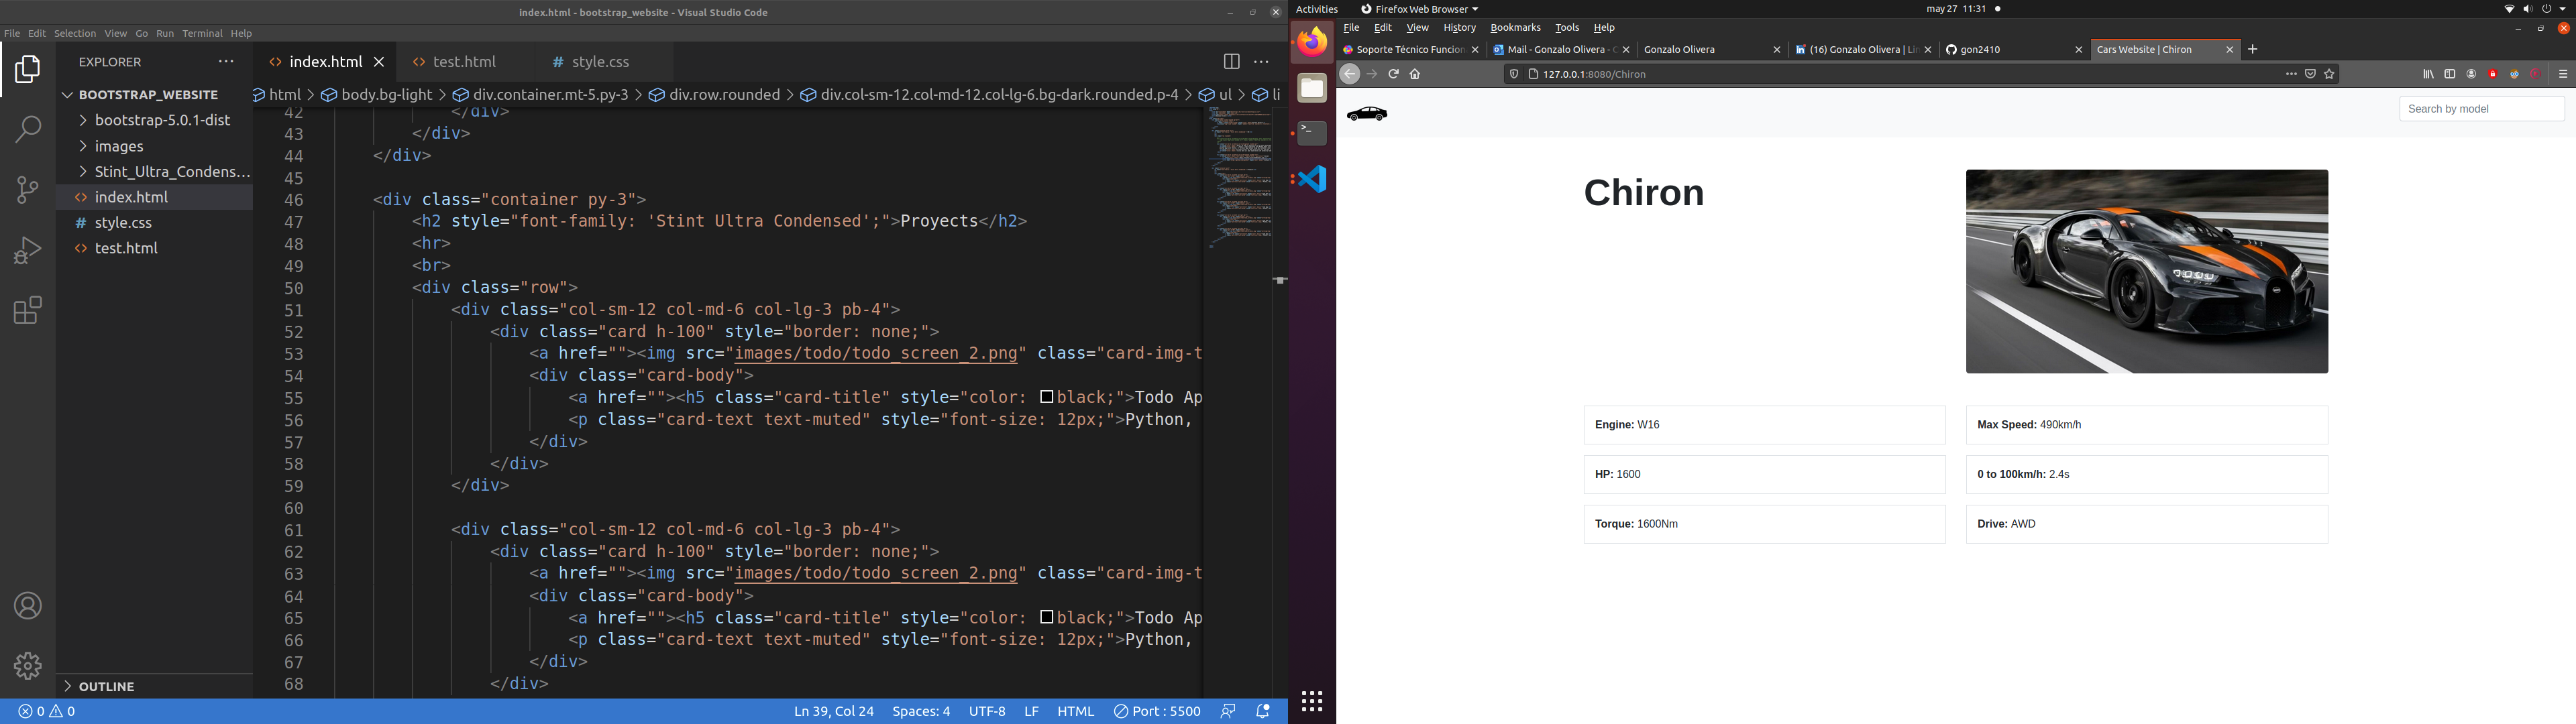 index.html - bootstrap_website - Visual Studio Code
File Edit Selection View Go Run Terminal Help
EXPLORER
BOOTSTRAP_WEBSITE
bootstrap-5.0.1-dist
images
Stint_Ultra_Condens...
index.html
style.css
test.html
OUTLINE
index.html test.html style.css
html > body.bg-light > div.container.mt-5.py-3 > div.row.rounded > div.col-sm-12.col-md-12.col-lg-6.bg-dark.rounded.p-4 > ul > li
42 </div>
43 </div>
44 </div>
45
46 <div class="container py-3">
47 <h2 style="font-family: 'Stint Ultra Condensed';">Proyects</h2>
48 <hr>
49 <br>
50 <div class="row">
51 <div class="col-sm-12 col-md-6 col-lg-3 pb-4">
52 <div class="card h-100" style="border: none;">
53 <a href=""><img src="images/todo/todo_screen_2.png" class="card-img-t
54 <div class="card-body">
55 <a href=""><h5 class="card-title" style="color: black;">Todo Ap
56 <p class="card-text text-muted" style="font-size: 12px;">Python,
57 </div>
58 </div>
59 </div>
60
61 <div class="col-sm-12 col-md-6 col-lg-3 pb-4">
62 <div class="card h-100" style="border: none;">
63 <a href=""><img src="images/todo/todo_screen_2.png" class="card-img-t
64 <div class="card-body">
65 <a href=""><h5 class="card-title" style="color: black;">Todo Ap
66 <p class="card-text text-muted" style="font-size: 12px;">Python,
67 </div>
68 </div>
0 0 Ln 39, Col 24 Spaces: 4 UTF-8 LF HTML Port : 5500
Activities Firefox Web Browser may 27 11:31
File Edit View History Bookmarks Tools Help
Soporte Técnico Funcion Mail - Gonzalo Olivera - Gonzalo Olivera (16) Gonzalo Olivera | Lin gon2410 Cars Website | Chiron
127.0.0.1:8080/Chiron
Search by model
Chiron
Engine: W16 Max Speed: 490km/h
HP: 1600 0 to 100km/h: 2.4s
Torque: 1600Nm Drive: AWD